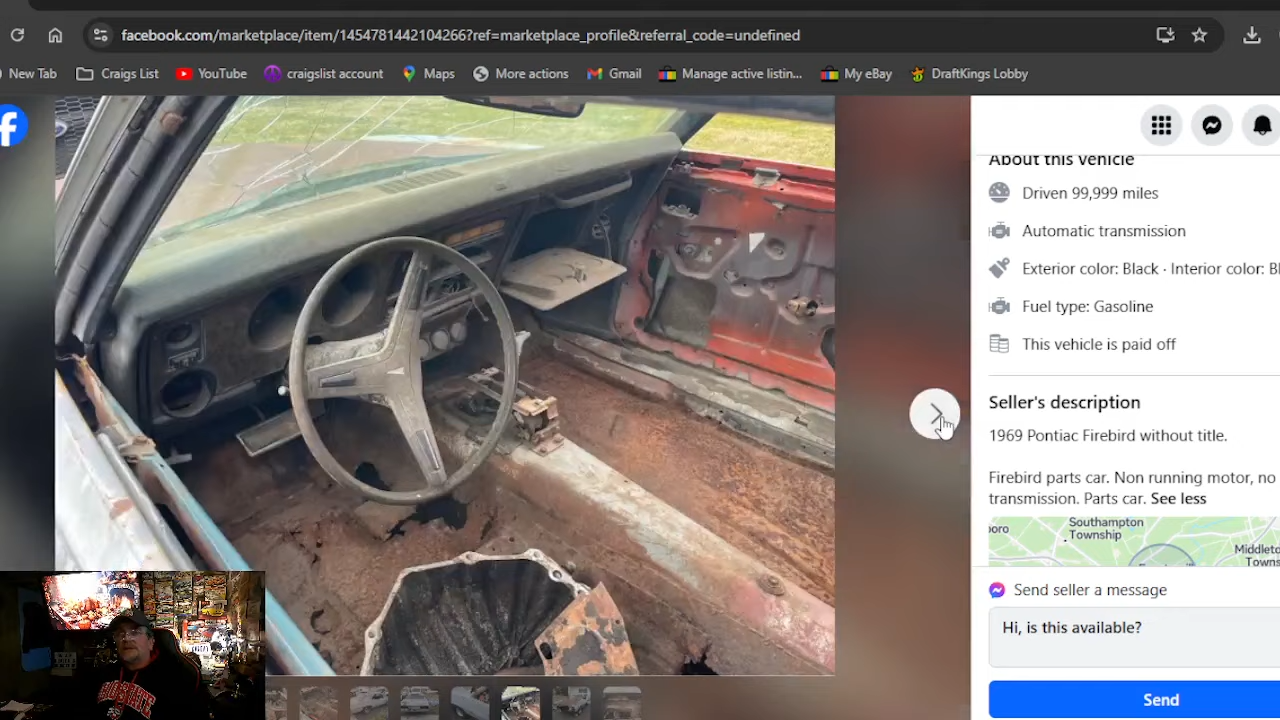 facebook.com/marketplace/item/1454781442104266?ref=marketplace_profile&referral_code=undefined
New Tab
Craigs List
YouTube
craigslist account
Maps
More actions
Gmail
Manage active listin...
My eBay
DraftKings Lobby
About this vehicle
Driven 99,999 miles
Automatic transmission
Exterior color: Black · Interior color: Bl
Fuel type: Gasoline
This vehicle is paid off
Seller's description
1969 Pontiac Firebird without title.
Firebird parts car. Non running motor, no
transmission. Parts car. See less
boro
Southampton
Township
Middleto
Towns
Send seller a message
Hi, is this available?
Send